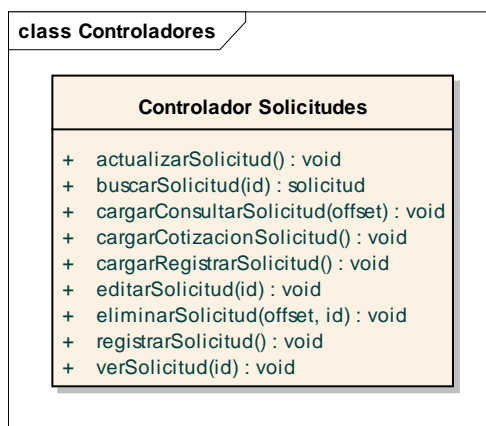 class Controladores
Controlador Solicitudes
+ actualizarSolicitud() : void
+ buscarSolicitud(id) : solicitud
+ cargarConsultarSolicitud(offset) : void
+ cargarCotizacionSolicitud() : void
+ cargarRegistrarSolicitud() : void
+ editarSolicitud(id) : void
+ eliminarSolicitud(offset, id) : void
+ registrarSolicitud() : void
+ verSolicitud(id) : void